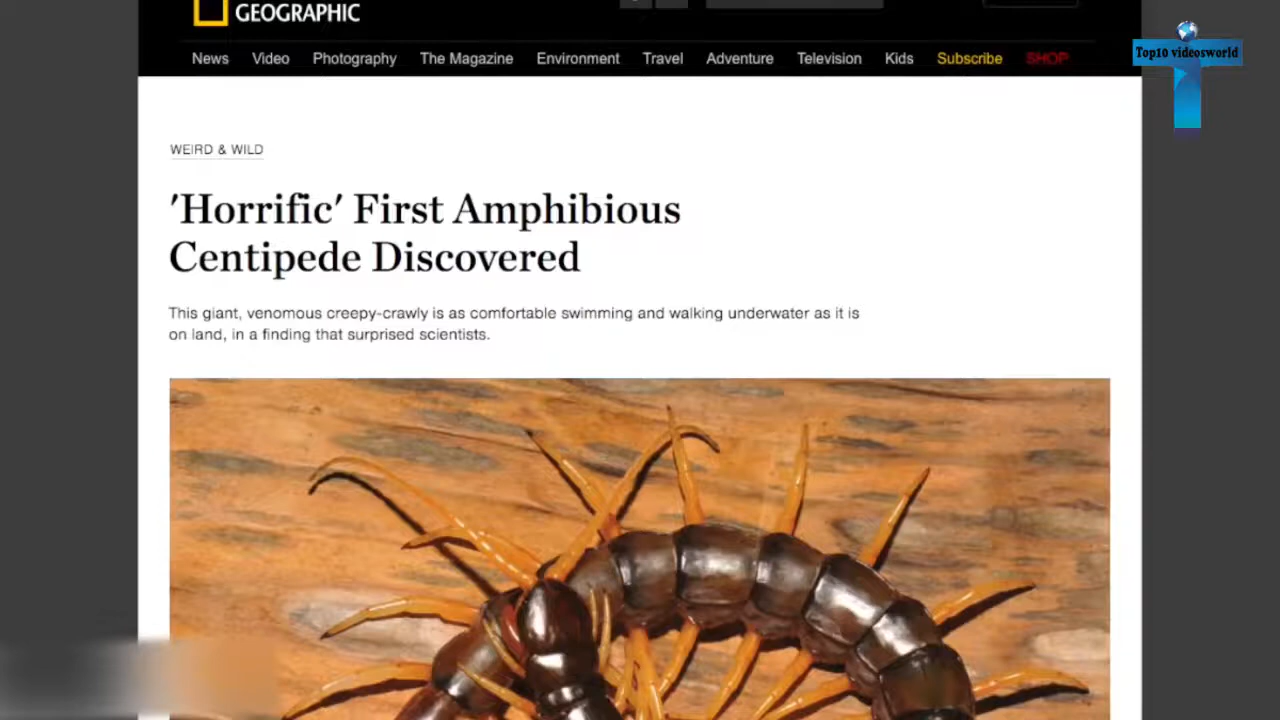 GEOGRAPHIC
News Video Photography The Magazine Environment Travel Adventure Television Kids Subscribe SHOP
Top10 videosworld
WEIRD & WILD
'Horrific' First Amphibious
Centipede Discovered
This giant, venomous creepy-crawly is as comfortable swimming and walking underwater as it is
on land, in a finding that surprised scientists.